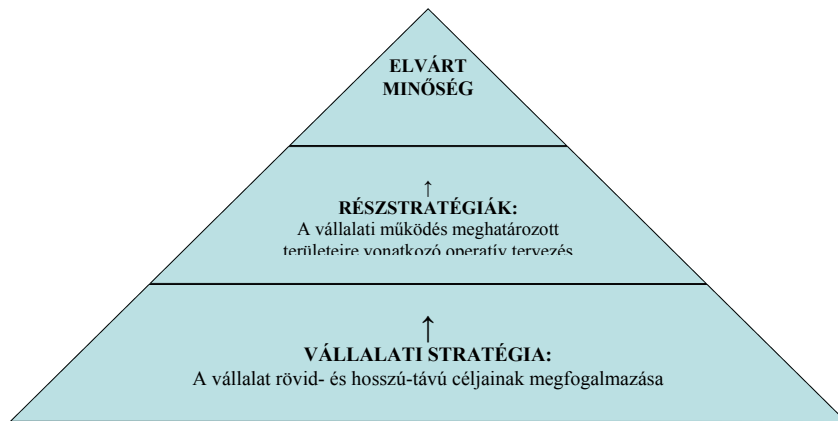 ELVÁRT
MINŐSÉG
↑
RÉSZSTRATÉGIÁK:
A vállalati működés meghatározott
területeire vonatkozó operatív tervezés
↑
VÁLLALATI STRATÉGIA:
A vállalat rövid- és hosszú-távú céljainak megfogalmazása